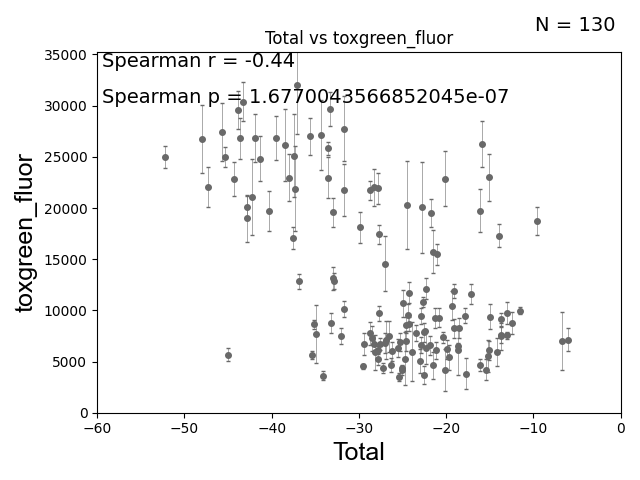 N = 130
Total vs toxgreen_fluor
Spearman r = -0.44
Spearman p = 1.6770043566852045e-07
35000
30000
25000
20000
15000
10000
5000
0
toxgreen_fluor
−60 −50 −40 −30 −20 −10 0
Total